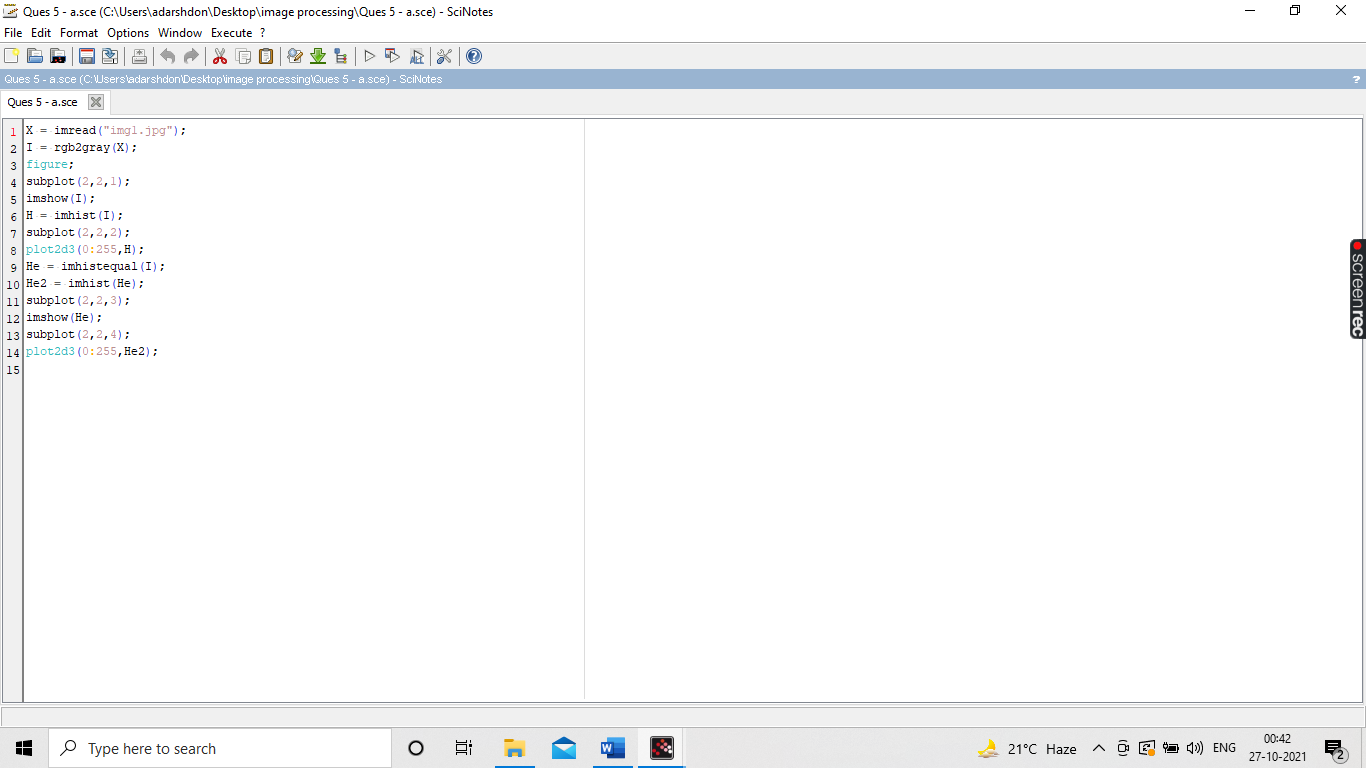 Ques 5 - a.sce (C:\Users\adarshdon\Desktop\image processing\Ques 5 - a.sce) - SciNotes
File Edit Format Options Window Execute ?
Ques 5 - a.sce (C:\Users\adarshdon\Desktop\image processing\Ques 5 - a.sce) - SciNotes ?
Ques 5 - a.sce
1 X = imread("img1.jpg");
2 I = rgb2gray(X);
3 figure;
4 subplot(2,2,1);
5 imshow(I);
6 H = imhist(I);
7 subplot(2,2,2);
8 plot2d3(0:255,H);
9 He = imhistequal(I);
10 He2 = imhist(He);
11 subplot(2,2,3);
12 imshow(He);
13 subplot(2,2,4);
14 plot2d3(0:255,He2);
15
screenrec
Type here to search
21°C Haze
ENG
00:42
27-10-2021
2